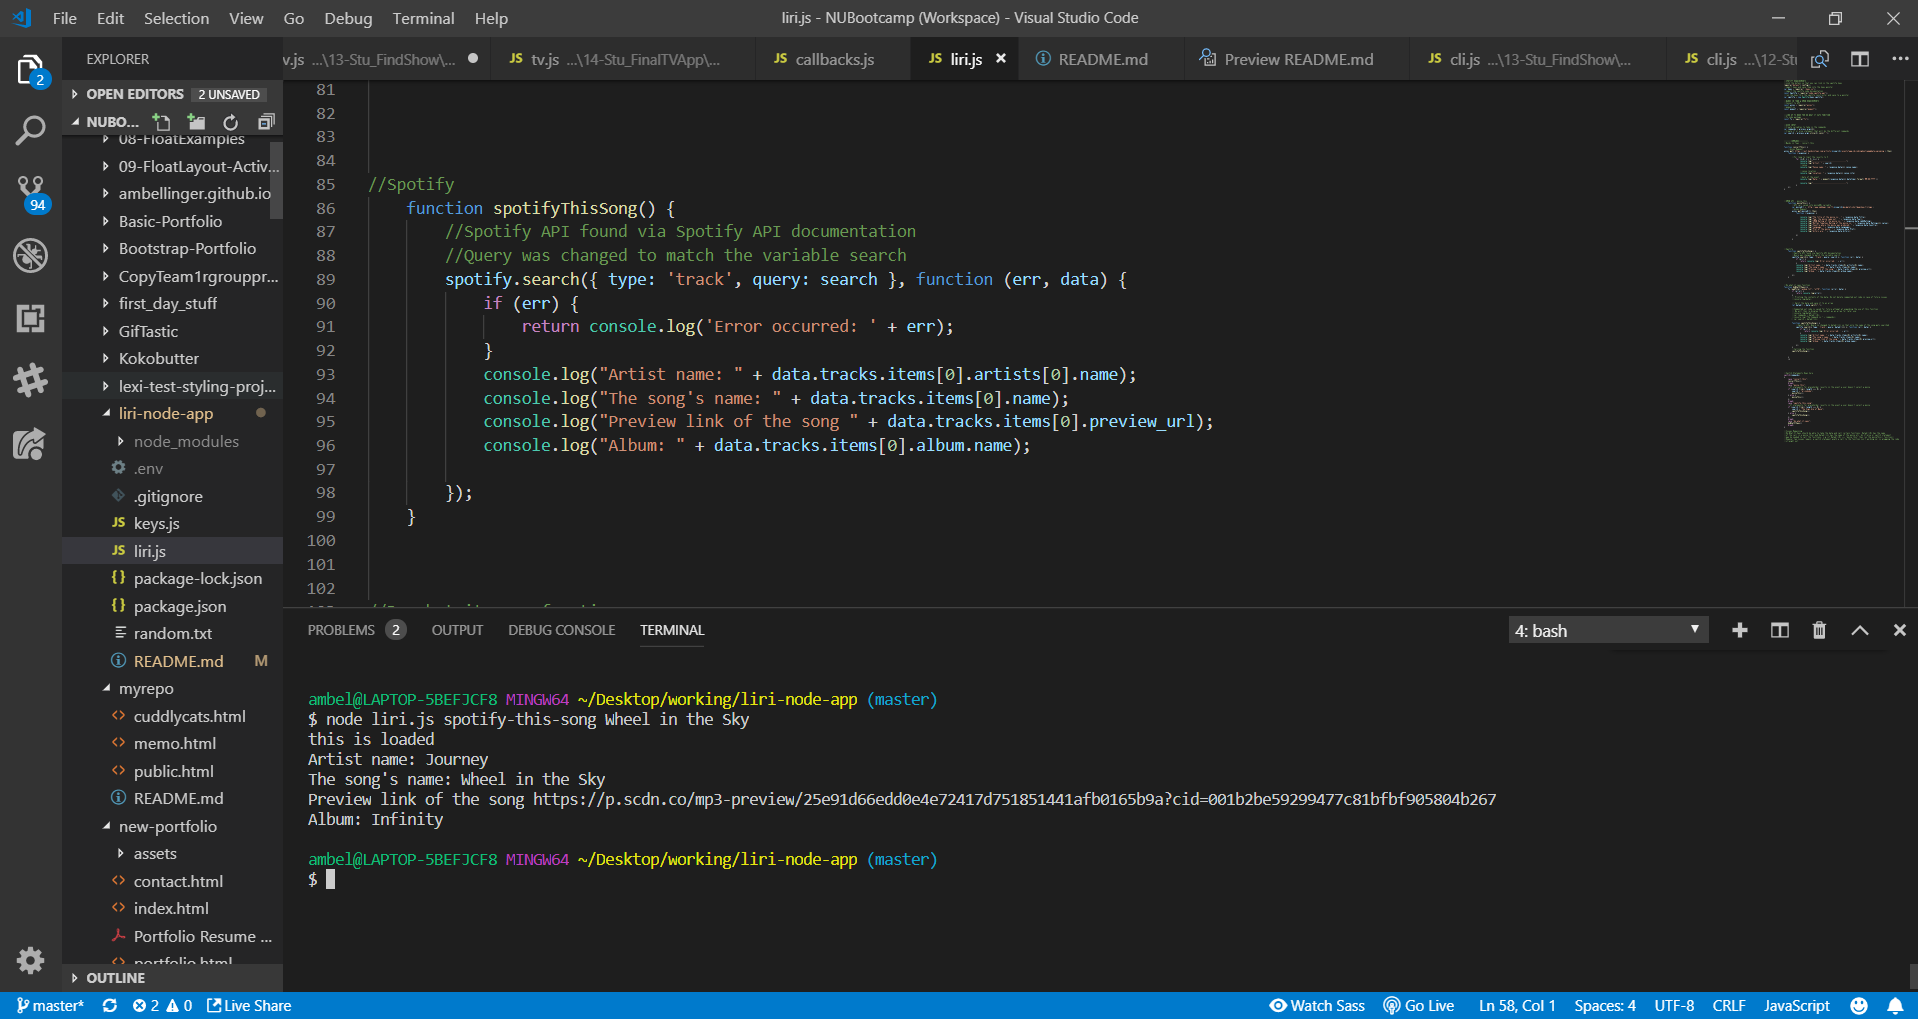 File Edit Selection View Go Debug Terminal Help
liri.js - NUBootcamp (Workspace) - Visual Studio Code
EXPLORER
v.js ...\13-Stu_FindShow\...
JS tv.js ...\14-Stu_FinalTVApp\...
JS callbacks.js
JS liri.js
README.md
Preview README.md
JS cli.js ...\13-Stu_FindShow\...
JS cli.js ...\12-Stu
2
94
OPEN EDITORS 2 UNSAVED
NUBO...
08-FloatExamples
09-FloatLayout-Activ...
ambellinger.github.io
Basic-Portfolio
Bootstrap-Portfolio
CopyTeam1rgrouppr...
first_day_stuff
GifTastic
Kokobutter
lexi-test-styling-proj...
liri-node-app
node_modules
.env
.gitignore
JS keys.js
JS liri.js
{} package-lock.json
{} package.json
random.txt
README.md M
myrepo
<> cuddlycats.html
<> memo.html
<> public.html
README.md
new-portfolio
assets
<> contact.html
<> index.html
Portfolio Resume ...
<> portfolio.html
OUTLINE
81
82
83
84
85 //Spotify
86 function spotifyThisSong() {
87 //Spotify API found via Spotify API documentation
88 //Query was changed to match the variable search
89 spotify.search({ type: 'track', query: search }, function (err, data) {
90 if (err) {
91 return console.log('Error occurred: ' + err);
92 }
93 console.log("Artist name: " + data.tracks.items[0].artists[0].name);
94 console.log("The song's name: " + data.tracks.items[0].name);
95 console.log("Preview link of the song " + data.tracks.items[0].preview_url);
96 console.log("Album: " + data.tracks.items[0].album.name);
97
98 });
99 }
100
101
102
PROBLEMS 2 OUTPUT DEBUG CONSOLE TERMINAL
4: bash
ambel@LAPTOP-5BEFJCF8 MINGW64 ~/Desktop/working/liri-node-app (master)
$ node liri.js spotify-this-song Wheel in the Sky
this is loaded
Artist name: Journey
The song's name: Wheel in the Sky
Preview link of the song https://p.scdn.co/mp3-preview/25e91d66edd0e4e72417d751851441afb0165b9a?cid=001b2be59299477c81bfbf905804b267
Album: Infinity
ambel@LAPTOP-5BEFJCF8 MINGW64 ~/Desktop/working/liri-node-app (master)
$
master* 2 0 Live Share
Watch Sass Go Live Ln 58, Col 1 Spaces: 4 UTF-8 CRLF JavaScript